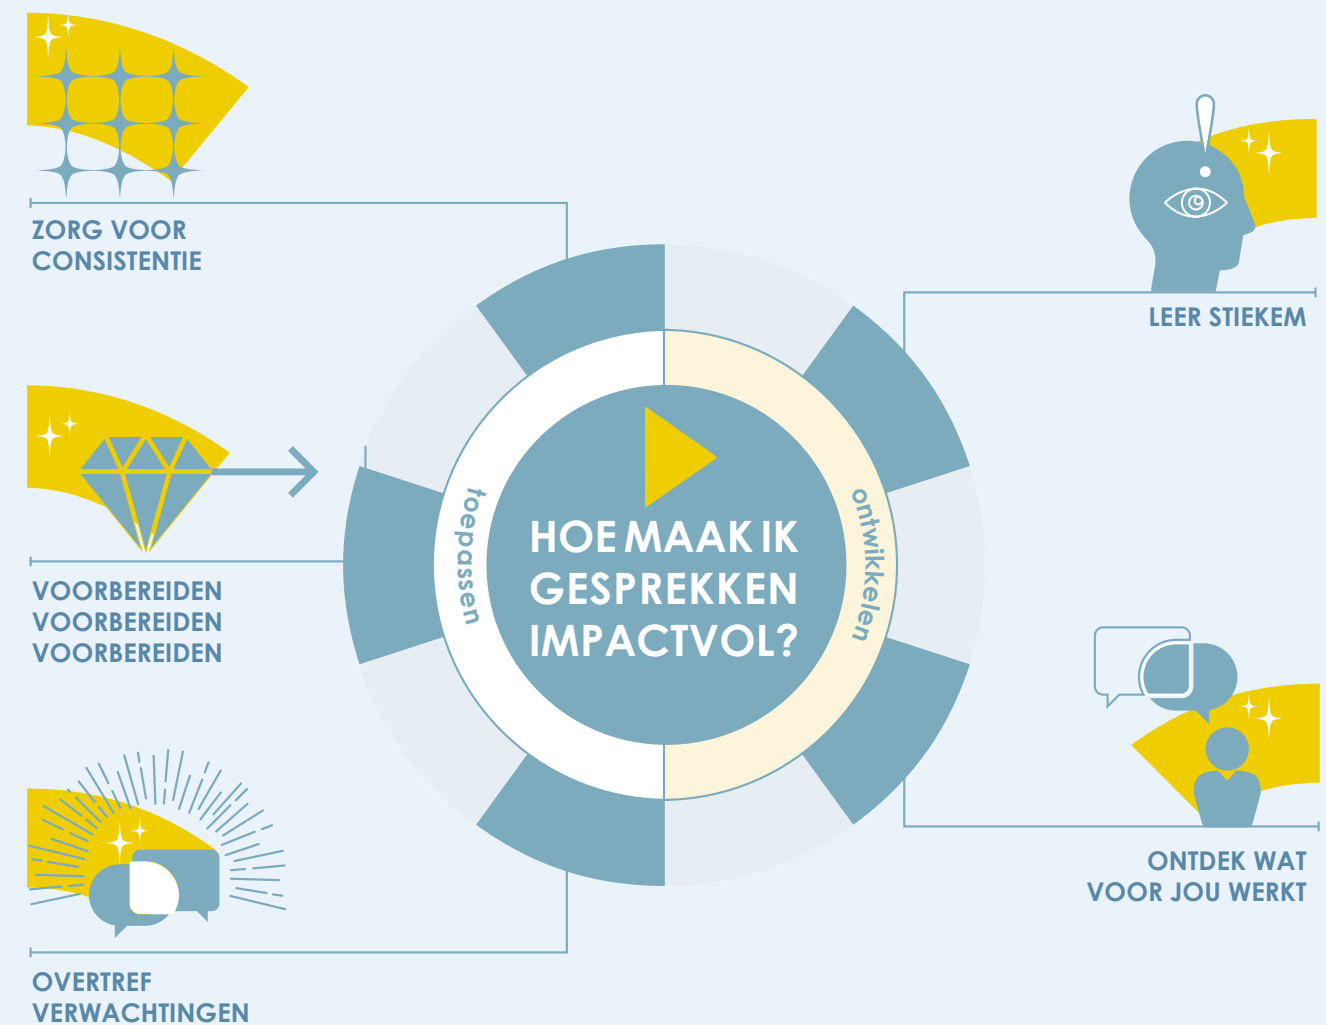 ZORG VOOR
CONSISTENTIE
LEER STIEKEM
toepassen
ontwikkelen
HOE MAAK IK
GESPREKKEN
IMPACTVOL?
VOORBEREIDEN
VOORBEREIDEN
VOORBEREIDEN
ONTDEK WAT
VOOR JOU WERKT
OVERTREF
VERWACHTINGEN